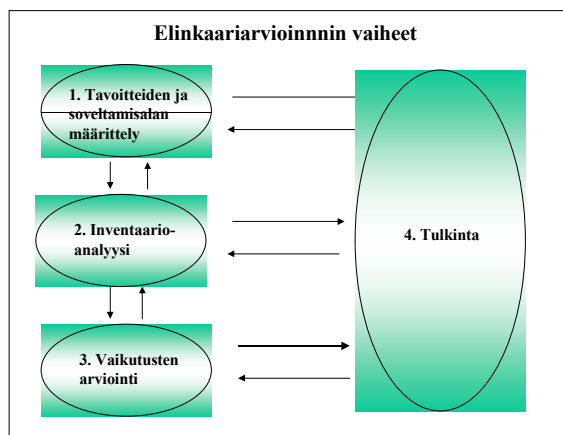 Elinkaariarvioinnnin vaiheet
1. Tavoitteiden ja
soveltamisalan
määrittely
2. Inventaario-
analyysi
4. Tulkinta
3. Vaikutusten
arviointi